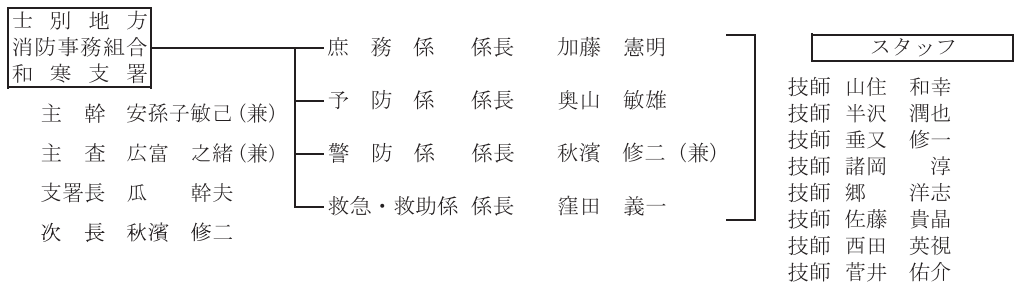 士別地方
消防事務組合
和寒支署
主幹 安孫子敏己(兼)
主査 広富 之緒(兼)
支署長 瓜 幹夫
次長 秋濱 修二
庶務係 係長 加藤 憲明
予防係 係長 奥山 敏雄
警防係 係長 秋濱 修二(兼)
救急・救助係 係長 窪田 義一
スタッフ
技師 山住 和幸
技師 半沢 潤也
技師 垂又 修一
技師 諸岡 淳
技師 郷 洋志
技師 佐藤 貴晶
技師 西田 英視
技師 菅井 佑介